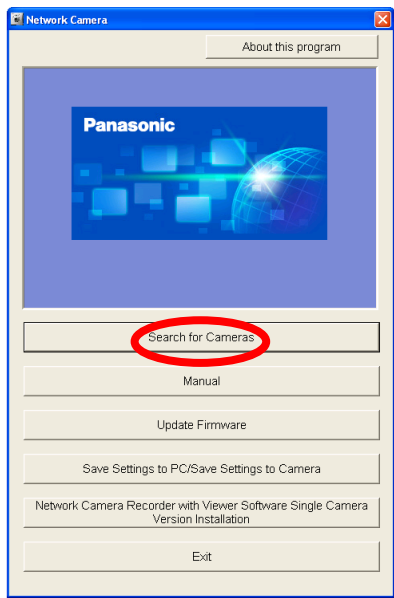 Network Camera
About this program
Panasonic
Search for Cameras
Manual
Update Firmware
Save Settings to PC/Save Settings to Camera
Network Camera Recorder with Viewer Software Single Camera
Version Installation
Exit